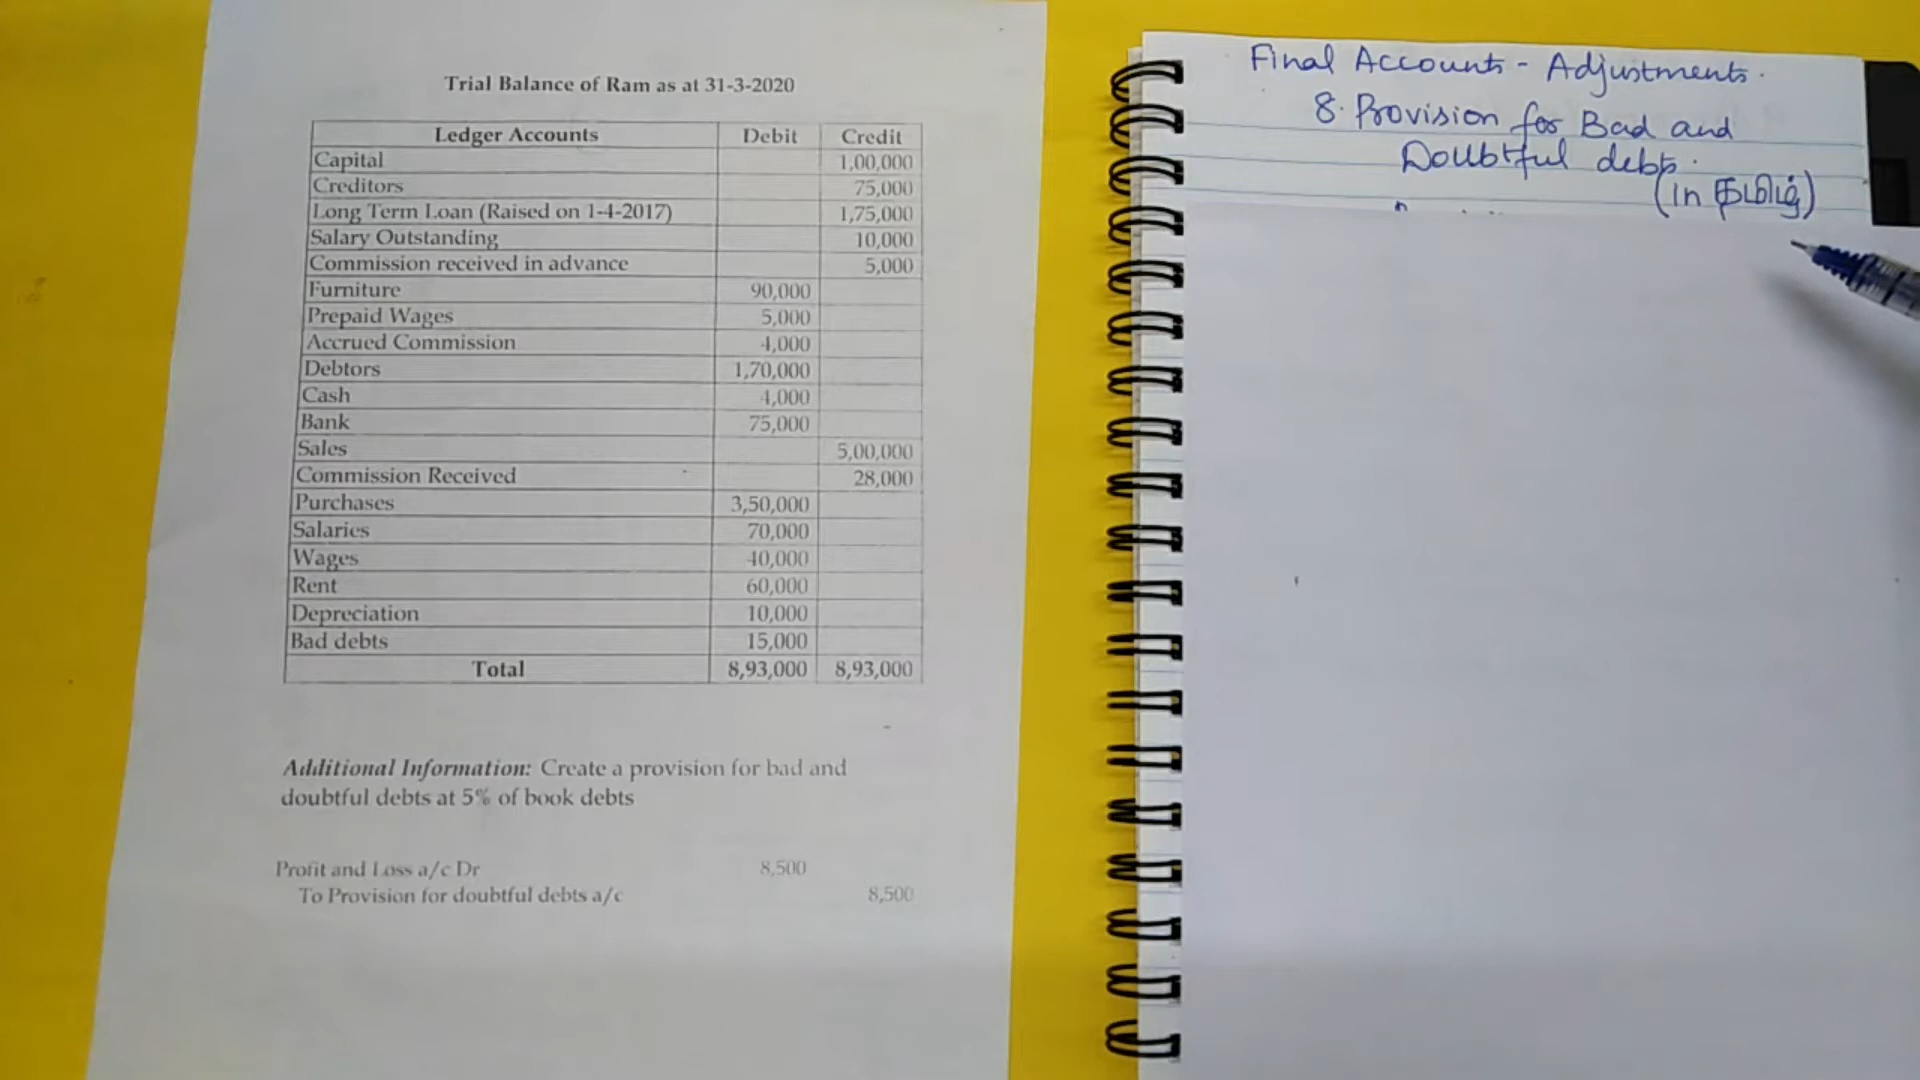 Trial Balance of Ram as at 31-3-2020
Ledger Accounts Debit Credit
Capital 1,00,000
Creditors 75,000
Long Term Loan (Raised on 1-4-2017) 1,75,000
Salary Outstanding 10,000
Commission received in advance 5,000
Furniture 90,000
Prepaid Wages 5,000
Accrued Commission 4,000
Debtors 1,70,000
Cash 4,000
Bank 75,000
Sales 5,00,000
Commission Received 28,000
Purchases 3,50,000
Salaries 70,000
Wages 40,000
Rent 60,000
Depreciation 10,000
Bad debts 15,000
Total 8,93,000 8,93,000
Additional Information: Create a provision for bad and
doubtful debts at 5% of book debts
Profit and Loss a/c Dr 8,500
To Provision for doubtful debts a/c 8,500
Final Accounts - Adjustments.
8. Provision for Bad and
Doubtful debts.
(in தமிழ்)